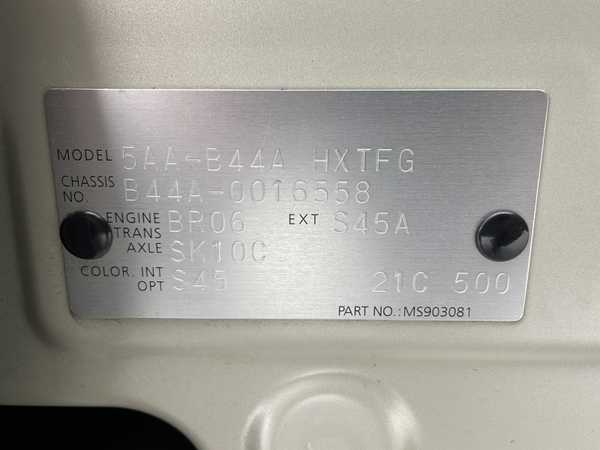 MODEL 5AA-B44A HXTFG
CHASSIS NO. B44A-0016558
ENGINE BR06 EXT S45A
TRANS AXLE SK10C
COLOR. INT S45
OPT 21C 500
PART NO.:MS903081